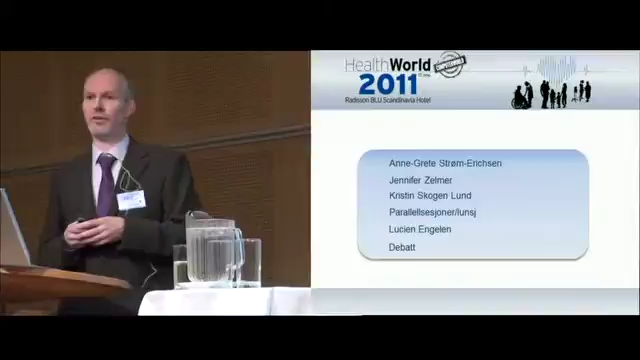 HealthWorld
COMPUTERWORLD
2011
Radisson BLU Scandinavia Hotel
Anne-Grete Strøm-Erichsen
Jennifer Zelmer
Kristin Skogen Lund
Parallellsesjoner/lunsj
Lucien Engelen
Debatt